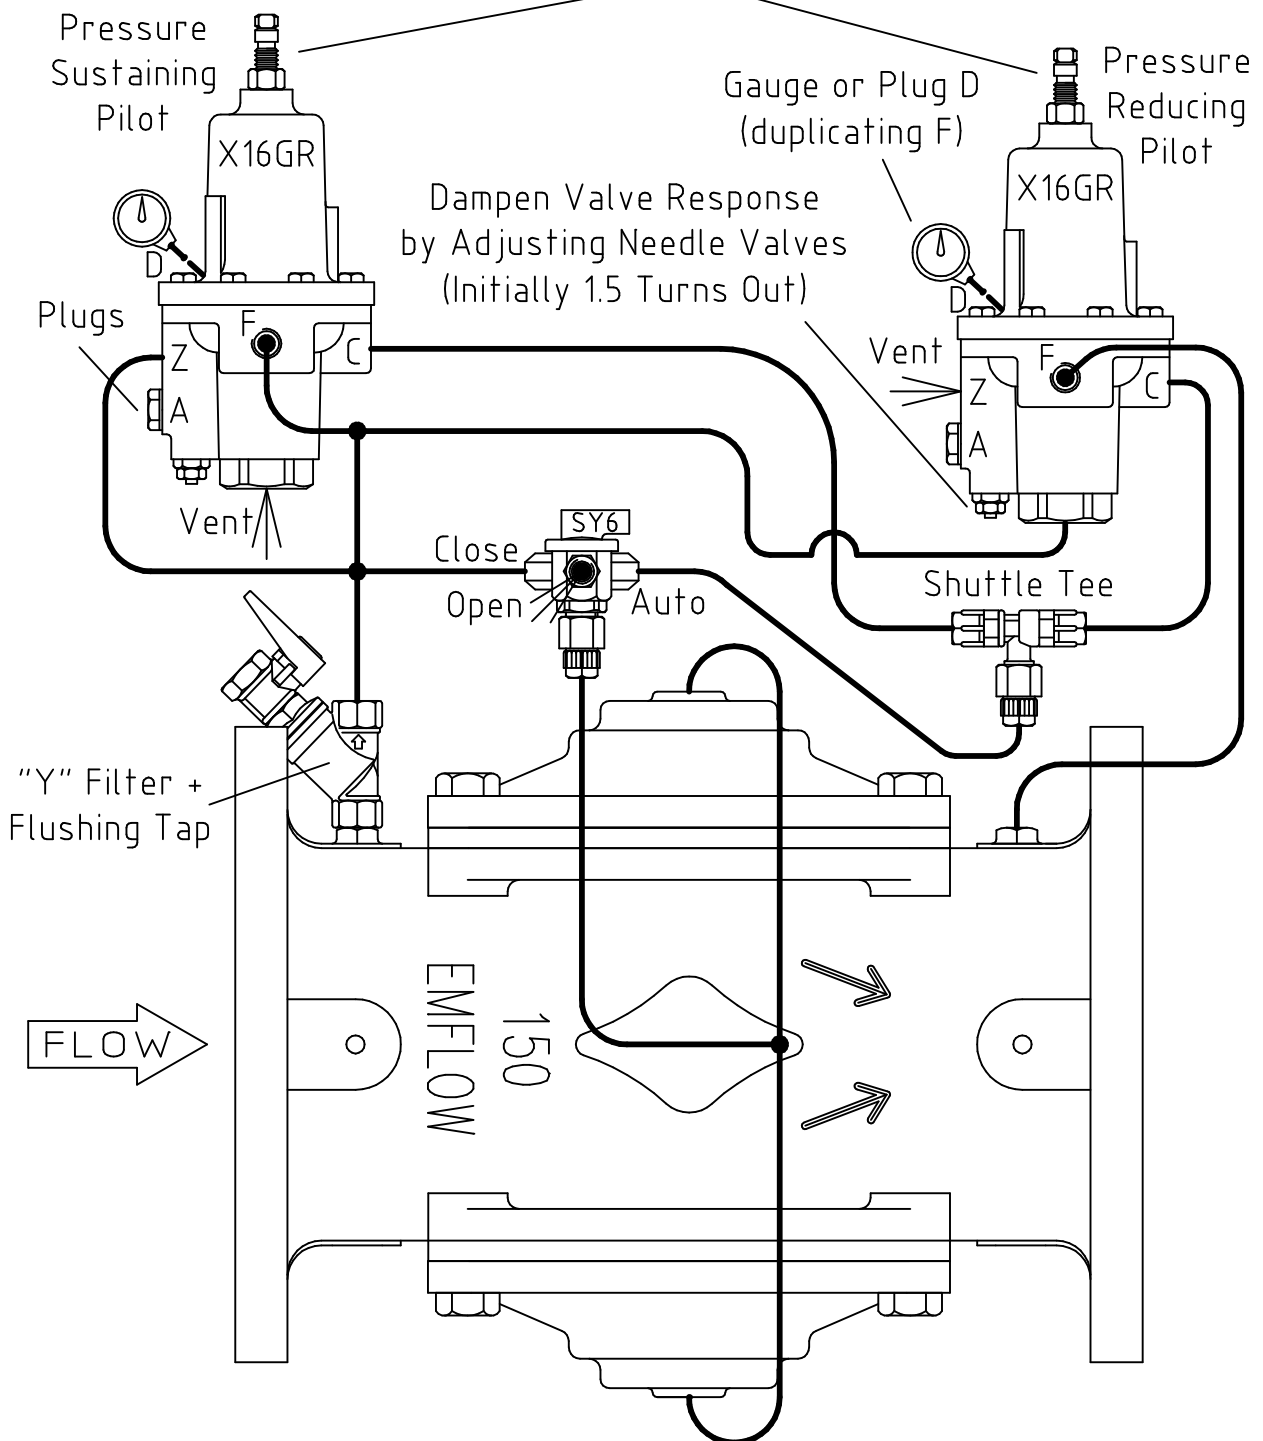 Pressure
Sustaining
Pilot
Pressure
Reducing
Pilot
Gauge or Plug D
(duplicating F)
X16GR
X16GR
Dampen Valve Response
by Adjusting Needle Valves
(Initially 1.5 Turns Out)
D
D
Plugs
F
Z
C
A
Vent
F
Z
C
A
Vent
SY6
Close
Open
Auto
Shuttle Tee
"Y" Filter +
Flushing Tap
FLOW
EMFLOW
150